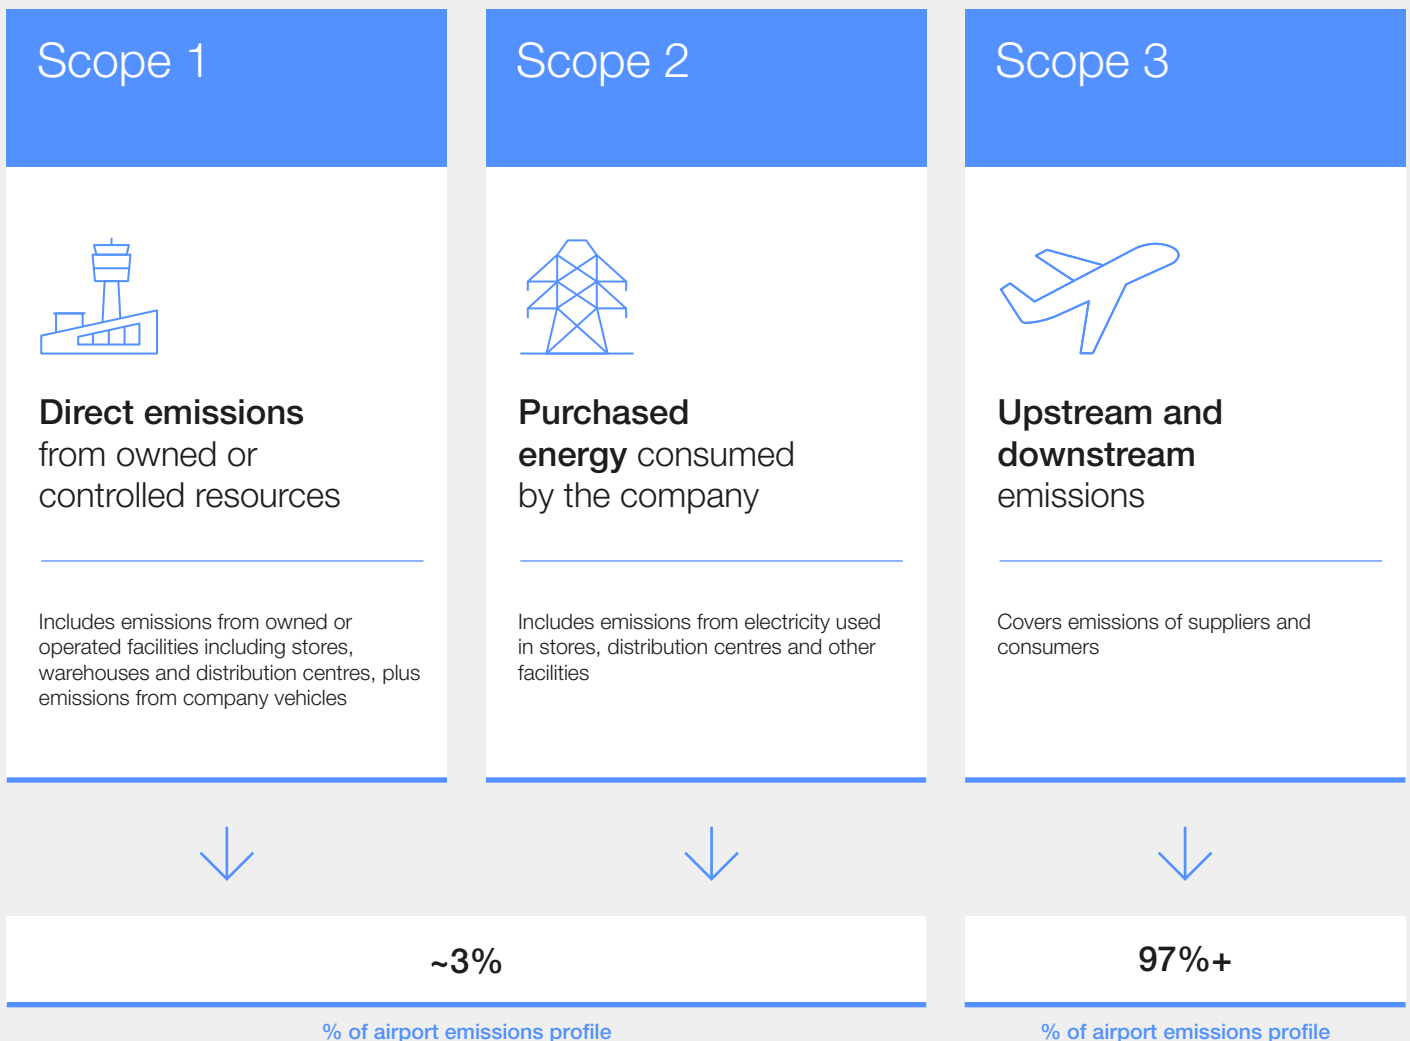 Scope 1
Direct emissions
from owned or
controlled resources
Includes emissions from owned or
operated facilities including stores,
warehouses and distribution centres, plus
emissions from company vehicles
Scope 2
Purchased
energy consumed
by the company
Includes emissions from electricity used
in stores, distribution centres and other
facilities
Scope 3
Upstream and
downstream
emissions
Covers emissions of suppliers and
consumers
~3%
% of airport emissions profile
97%+
% of airport emissions profile